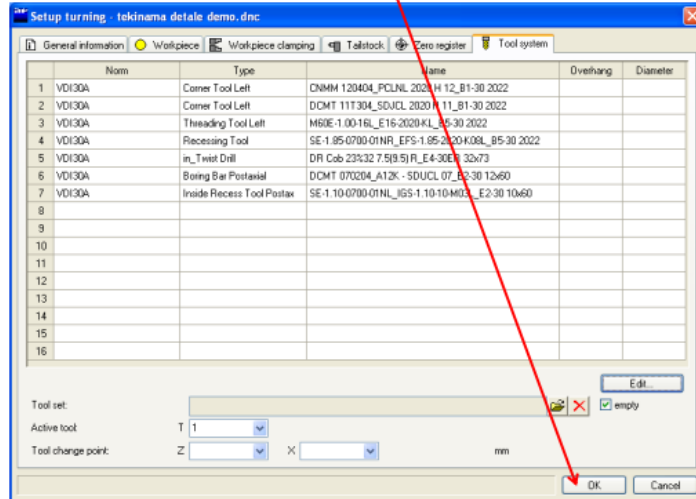 Setup turning - tekinama detale demo.dnc
General information Workpiece Workpiece clamping Tailstock Zero register Tool system
Norm Type Name Overhang Diameter
1 VDI30A Corner Tool Left CNMM 120404_PCLNL 2020 H 12_B1-30 2022
2 VDI30A Corner Tool Left DCMT 11T304_SDJCL 2020 H 11_B1-30 2022
3 VDI30A Threading Tool Left M60E-1.00-16L_E16-2020-KL_B5-30 2022
4 VDI30A Recessing Tool SE-1.85-0700-01NR_EFS-1.85-2020-K08L_B5-30 2022
5 VDI30A in_Twist Drill DR Cob 23%32 7.5(9.5) R_E4-30ER 32x73
6 VDI30A Boring Bar Postaxial DCMT 070204_A12K - SDUCL 07_E2-30 12x60
7 VDI30A Inside Recess Tool Postax SE-1.10-0700-01NL_IGS-1.10-10-M03L_E2-30 10x60
8
9
10
11
12
13
14
15
16
Edit...
Tool set: empty
Active tool: T 1
Tool change point: Z X mm
OK Cancel